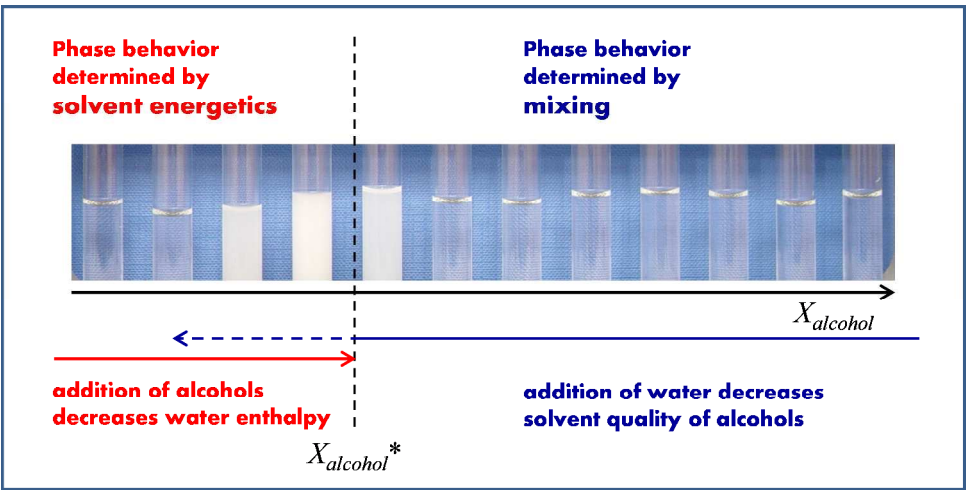 Phase behavior
determined by
solvent energetics
Phase behavior
determined by
mixing
X_alcohol
addition of alcohols
decreases water enthalpy
addition of water decreases
solvent quality of alcohols
X_alcohol*